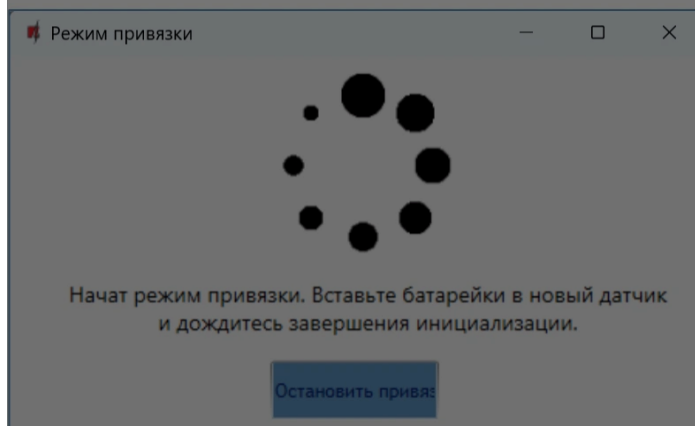 Режим привязки
Начат режим привязки. Вставьте батарейки в новый датчик
и дождитесь завершения инициализации.
Остановить привяз